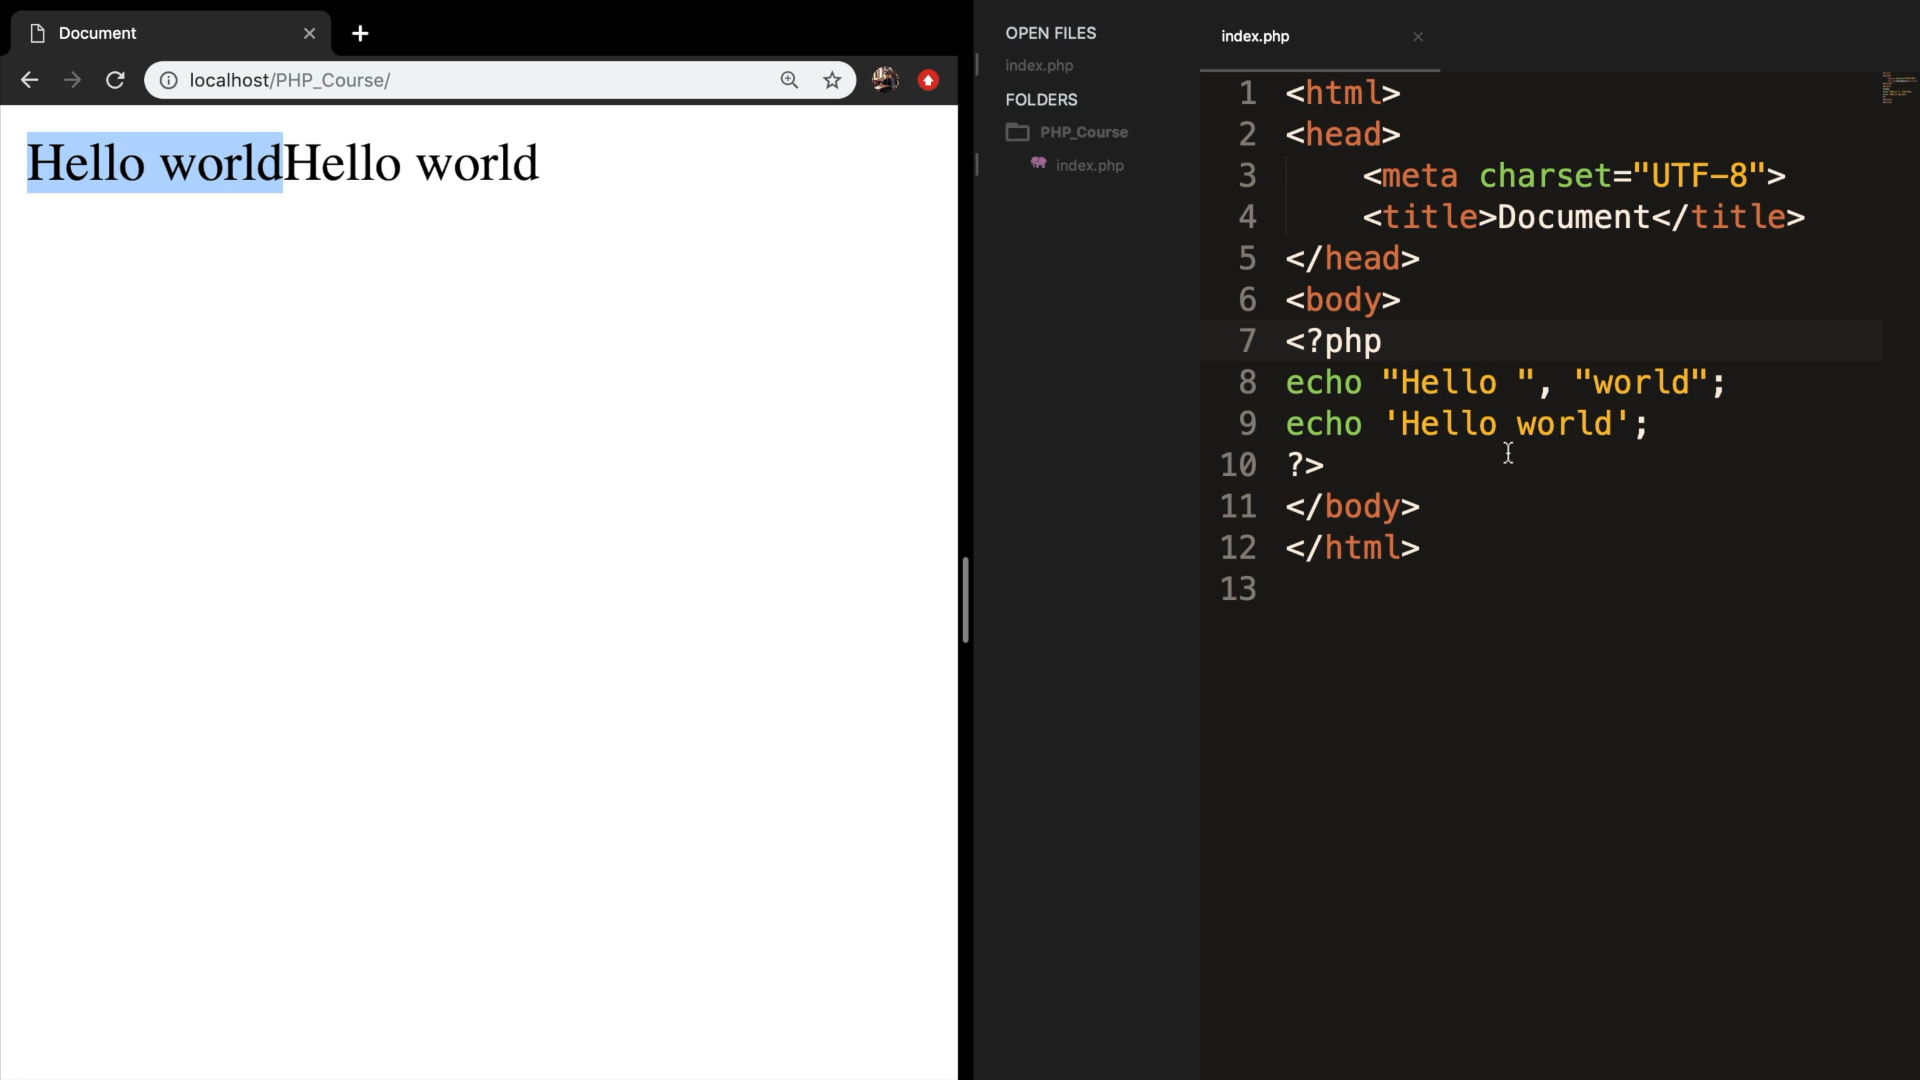 Document
localhost/PHP_Course/
Hello worldHello world
OPEN FILES
index.php
FOLDERS
PHP_Course
index.php
index.php
1 <html>
2 <head>
3 <meta charset="UTF-8">
4 <title>Document</title>
5 </head>
6 <body>
7 <?php
8 echo "Hello ", "world";
9 echo 'Hello world';
10 ?>
11 </body>
12 </html>
13